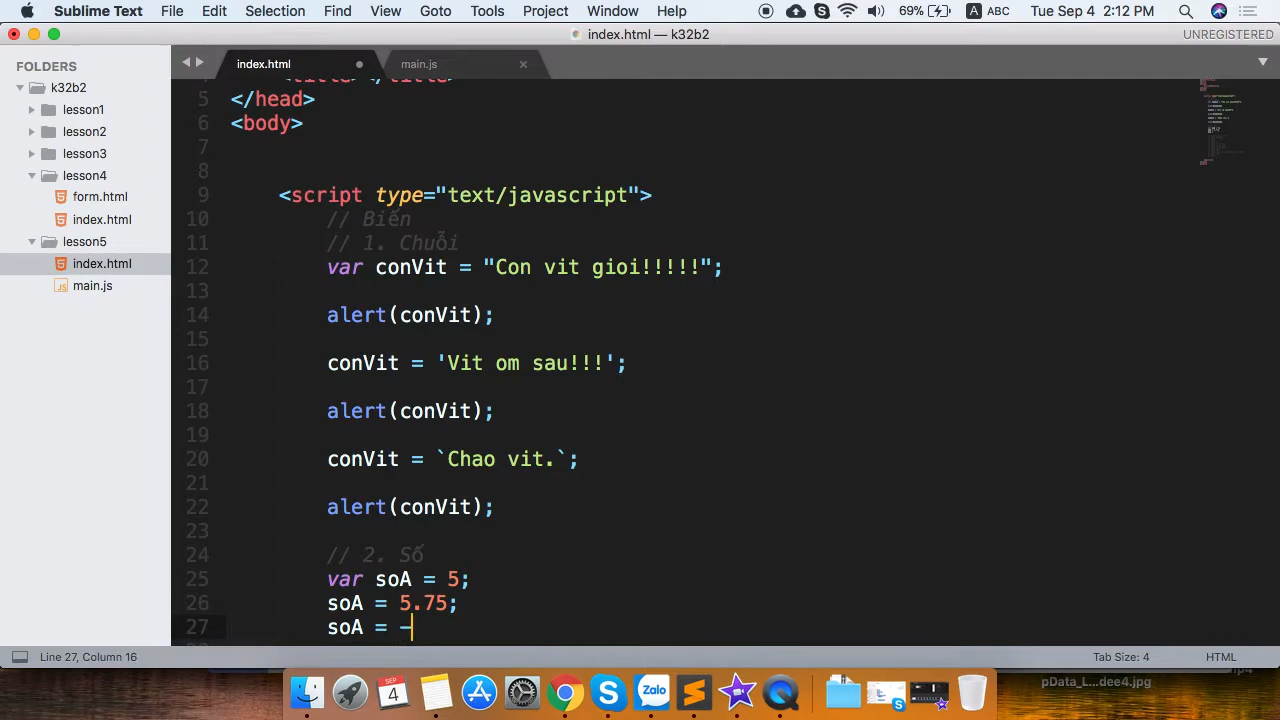 Sublime Text File Edit Selection Find View Goto Tools Project Window Help 69% A ABC Tue Sep 4 2:12 PM
index.html — k32b2 UNREGISTERED
FOLDERS
k32b2
lesson1
lesson2
lesson3
lesson4
form.html
index.html
lesson5
index.html
main.js
index.html main.js
5 </head>
6 <body>
7
8
9 <script type="text/javascript">
10 // Biến
11 // 1. Chuỗi
12 var conVit = "Con vit gioi!!!!!";
13
14 alert(conVit);
15
16 conVit = 'Vit om sau!!!';
17
18 alert(conVit);
19
20 conVit = `Chao vit.`;
21
22 alert(conVit);
23
24 // 2. Số
25 var soA = 5;
26 soA = 5.75;
27 soA = -
Line 27, Column 16 Tab Size: 4 HTML
SEP
4
Zalo
pData_L...dee4.jpg